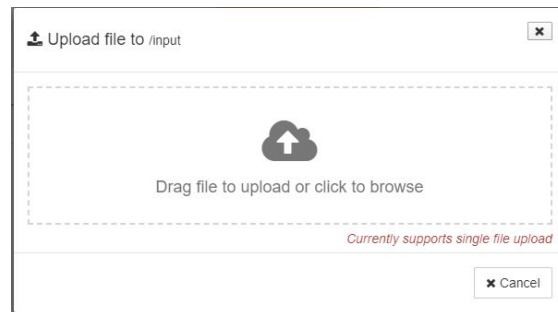 Upload file to /input
Drag file to upload or click to browse
Currently supports single file upload
Cancel